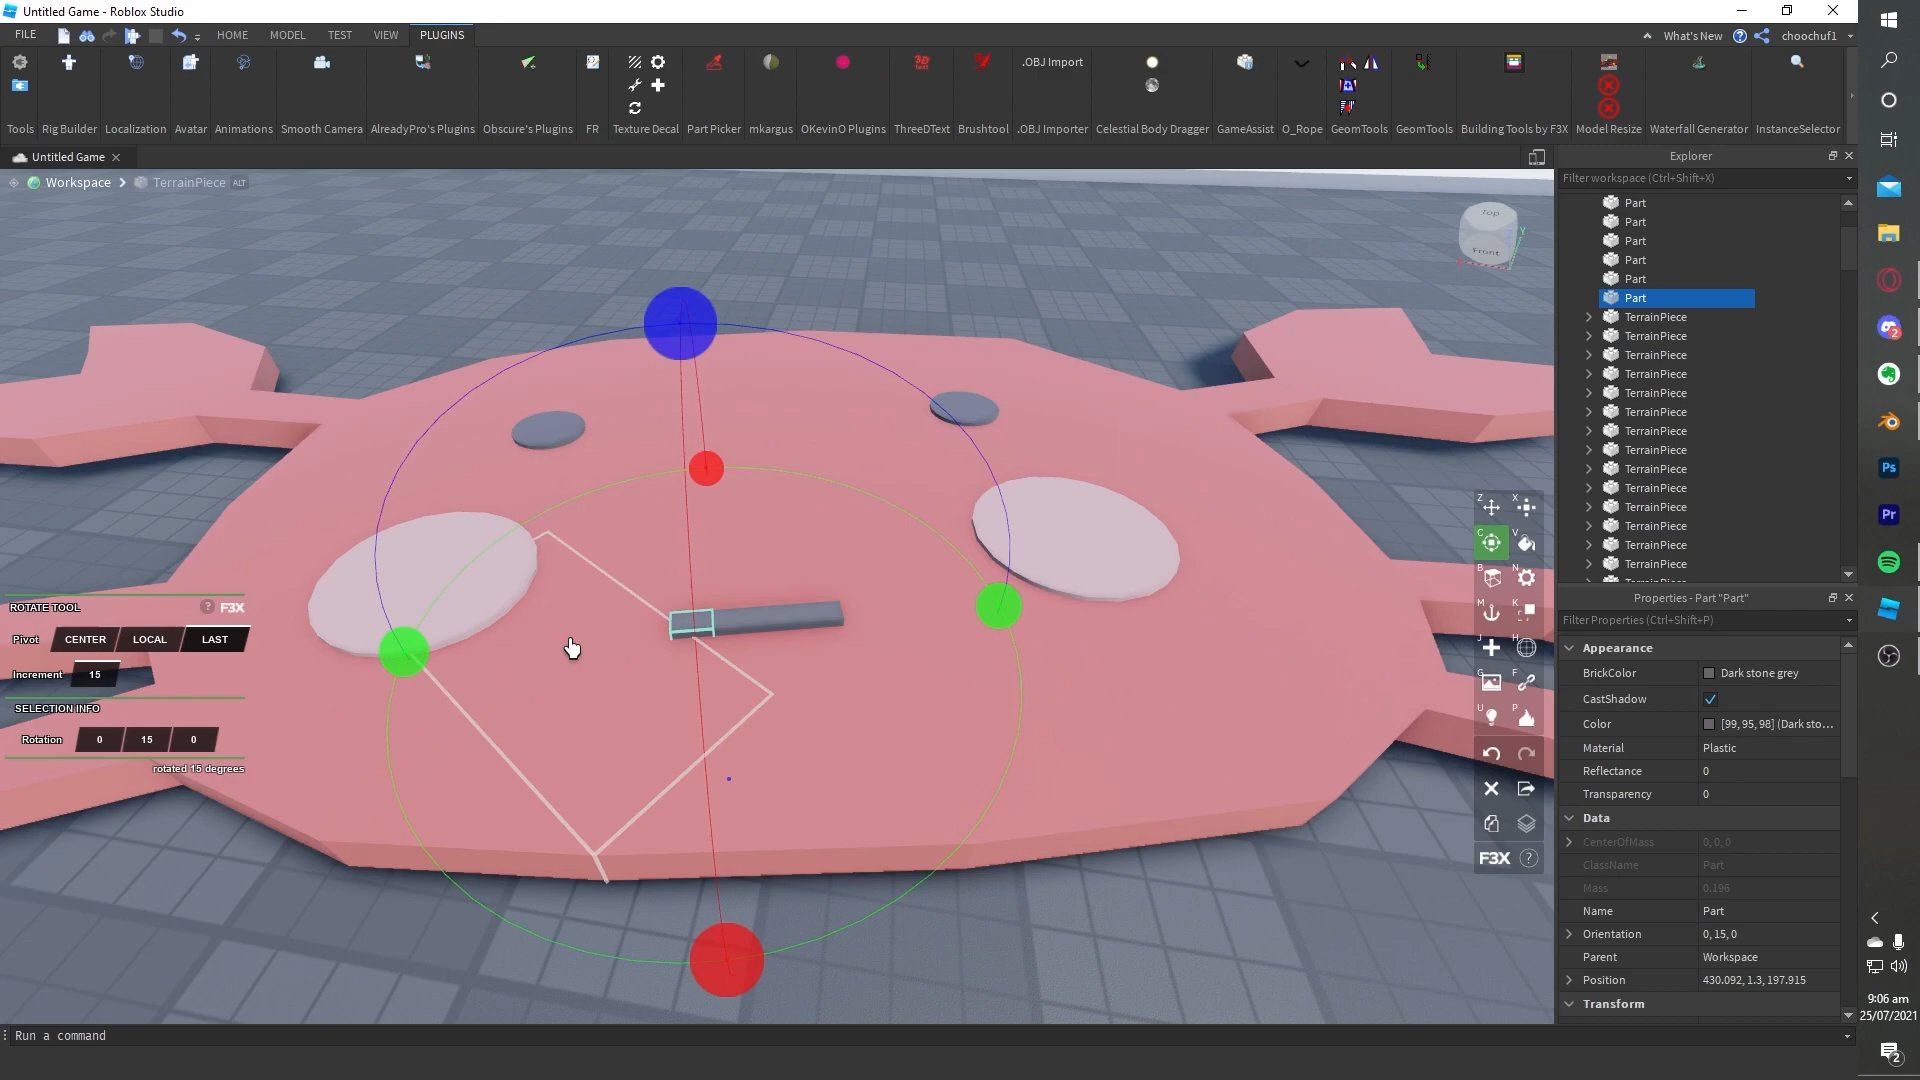 Untitled Game - Roblox Studio
FILE HOME MODEL TEST VIEW PLUGINS What's New choochuf1
.OBJ Import
Tools Rig Builder Localization Avatar Animations Smooth Camera AlreadyPro's Plugins Obscure's Plugins FR Texture Decal Part Picker mkargus OKevinO Plugins ThreeDText Brushtool .OBJ Importer Celestial Body Dragger GameAssist O_Rope GeomTools GeomTools Building Tools by F3X Model Resize Waterfall Generator InstanceSelector
Untitled Game
Workspace TerrainPiece ALT
Top
Front
Y
Explorer
Filter workspace (Ctrl+Shift+X)
Part
Part
Part
Part
Part
Part
TerrainPiece
TerrainPiece
TerrainPiece
TerrainPiece
TerrainPiece
TerrainPiece
TerrainPiece
TerrainPiece
TerrainPiece
TerrainPiece
TerrainPiece
TerrainPiece
TerrainPiece
TerrainPiece
Properties - Part "Part"
Filter Properties (Ctrl+Shift+P)
Appearance
BrickColor Dark stone grey
CastShadow
Color [99, 95, 98] (Dark sto...
Material Plastic
Reflectance 0
Transparency 0
Data
CenterOfMass 0, 0, 0
ClassName Part
Mass 0.196
Name Part
Orientation 0, 15, 0
Parent Workspace
Position 430.092, 1.3, 197.915
Transform
ROTATE TOOL ? F3X
Pivot CENTER LOCAL LAST
Increment 15
SELECTION INFO
Rotation 0 15 0
rotated 15 degrees
Z X
C V
B N
M K
J H
G F
U P
F3X ?
Run a command
2
Ps
Pr
9:06 am
25/07/2021
2